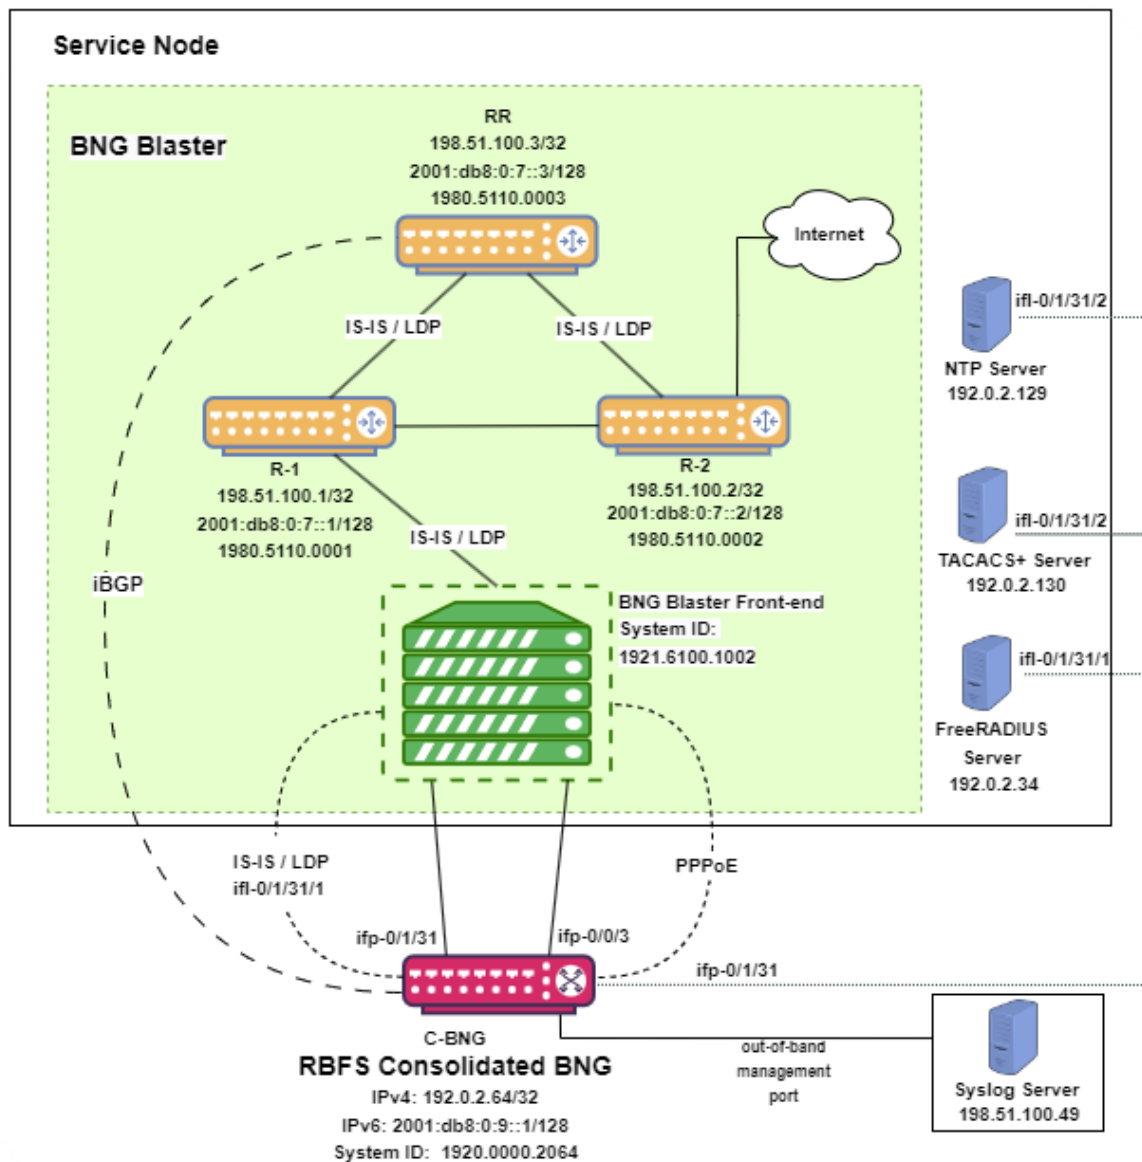 Service Node
BNG Blaster
RR
198.51.100.3/32
2001:db8:0:7::3/128
1980.5110.0003
Internet
IS-IS / LDP
IS-IS / LDP
ifl-0/1/31/2
NTP Server
192.0.2.129
R-1
198.51.100.1/32
2001:db8:0:7::1/128
1980.5110.0001
R-2
198.51.100.2/32
2001:db8:0:7::2/128
1980.5110.0002
IS-IS / LDP
ifl-0/1/31/2
TACACS+ Server
192.0.2.130
iBGP
BNG Blaster Front-end
System ID:
1921.6100.1002
ifl-0/1/31/1
FreeRADIUS
Server
192.0.2.34
IS-IS / LDP
ifl-0/1/31/1
PPPoE
ifp-0/1/31
ifp-0/0/3
ifp-0/1/31
C-BNG
RBFS Consolidated BNG
IPv4: 192.0.2.64/32
IPv6: 2001:db8:0:9::1/128
System ID: 1920.0000.2064
out-of-band
management
port
Syslog Server
198.51.100.49